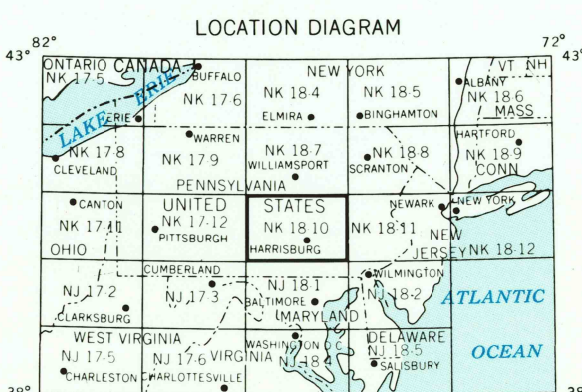 LOCATION DIAGRAM
82° 72°
43° 43°
ONTARIO CANADA VT NH
NK 17-5 BUFFALO NEW YORK ALBANY
LAKE ERIE NK 17-6 NK 18-4 NK 18-5 NK 18-6
MASS
ERIE ELMIRA BINGHAMTON
WARREN HARTFORD
NK 17-8 NK 17-9 NK 18-7 NK 18-8 NK 18-9
CLEVELAND WILLIAMSPORT SCRANTON CONN
PENNSYLVANIA
CANTON UNITED STATES NEWARK NEW YORK
NK 17-11 NK 17-12 NK 18-10 NK 18-11 NEW
PITTSBURGH
OHIO HARRISBURG JERSEY NK 18-12
CUMBERLAND WILMINGTON
NJ 17-2 NJ 17-3 NJ 18-1 NJ 18-2 ATLANTIC
BALTIMORE
CLARKSBURG MARYLAND
WEST VIRGINIA WASHINGTON D C DELAWARE
NJ 17-5 NJ 17-6 VIRGINIA NJ 18-4 NJ 18-5 OCEAN
CHARLESTON CHARLOTTESVILLE SALISBURY
38° 38°